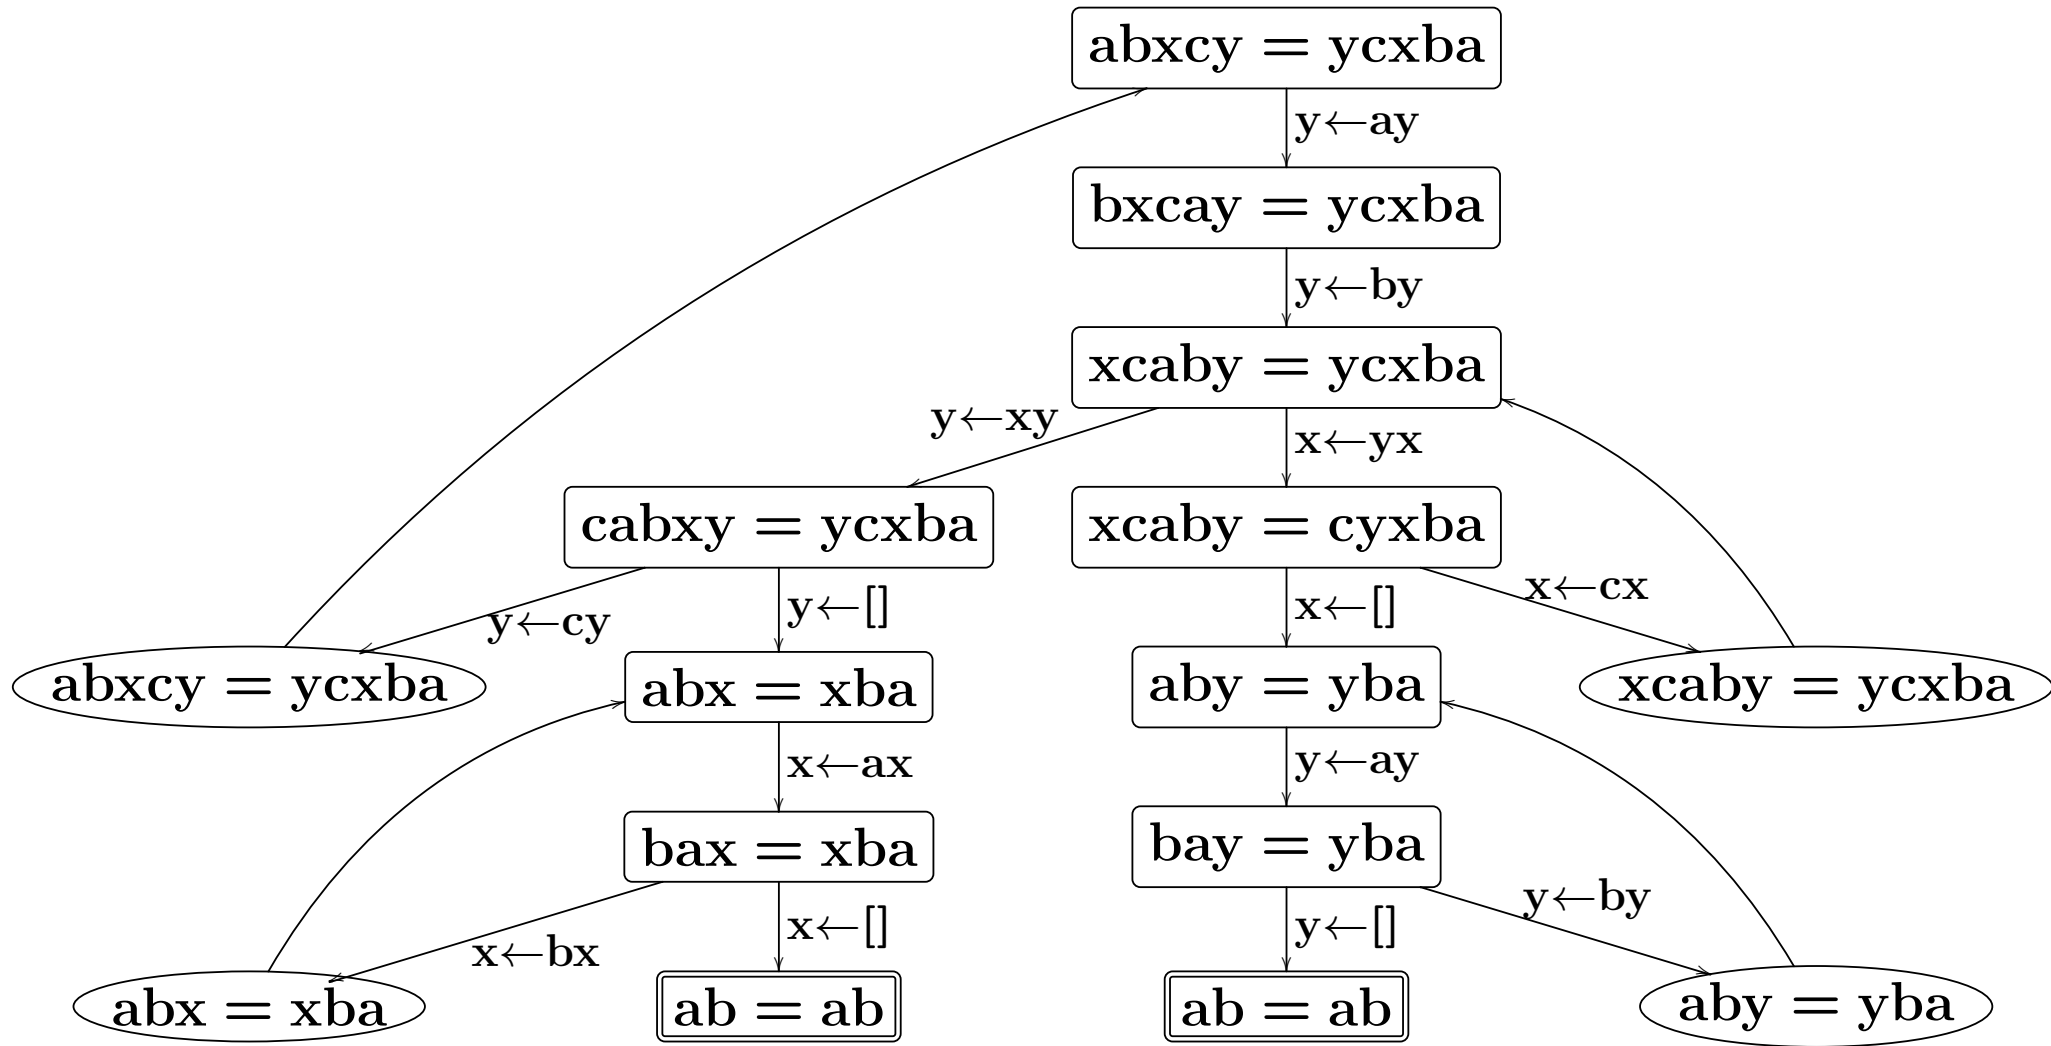 abxcy = ycxba
y←ay
bxcay = ycxba
y←by
xcaby = ycxba
y←xy
x←yx
cabxy = ycxba
xcaby = cyxba
y←cy
y←[]
x←[]
x←cx
abxcy = ycxba
abx = xba
aby = yba
xcaby = ycxba
x←ax
y←ay
bax = xba
bay = yba
x←bx
x←[]
y←[]
y←by
abx = xba
ab = ab
ab = ab
aby = yba